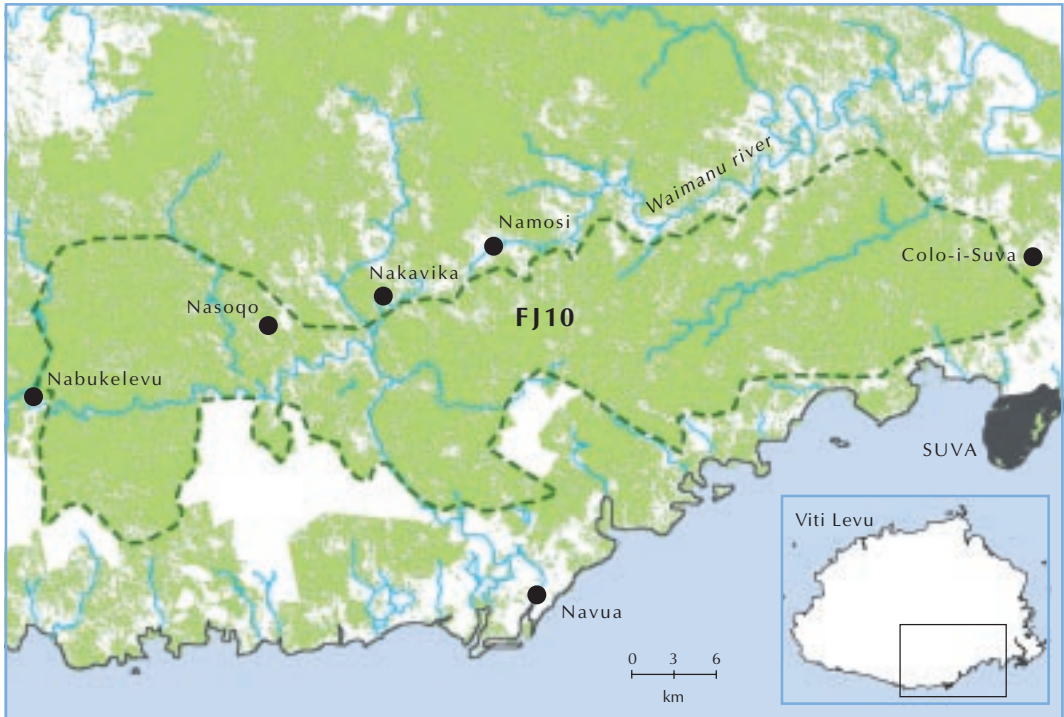 Waimanu river
Namosi
Colo-i-Suva
Nakavika
FJ10
Nasoqo
Nabukelevu
SUVA
Viti Levu
Navua
0 3 6
km